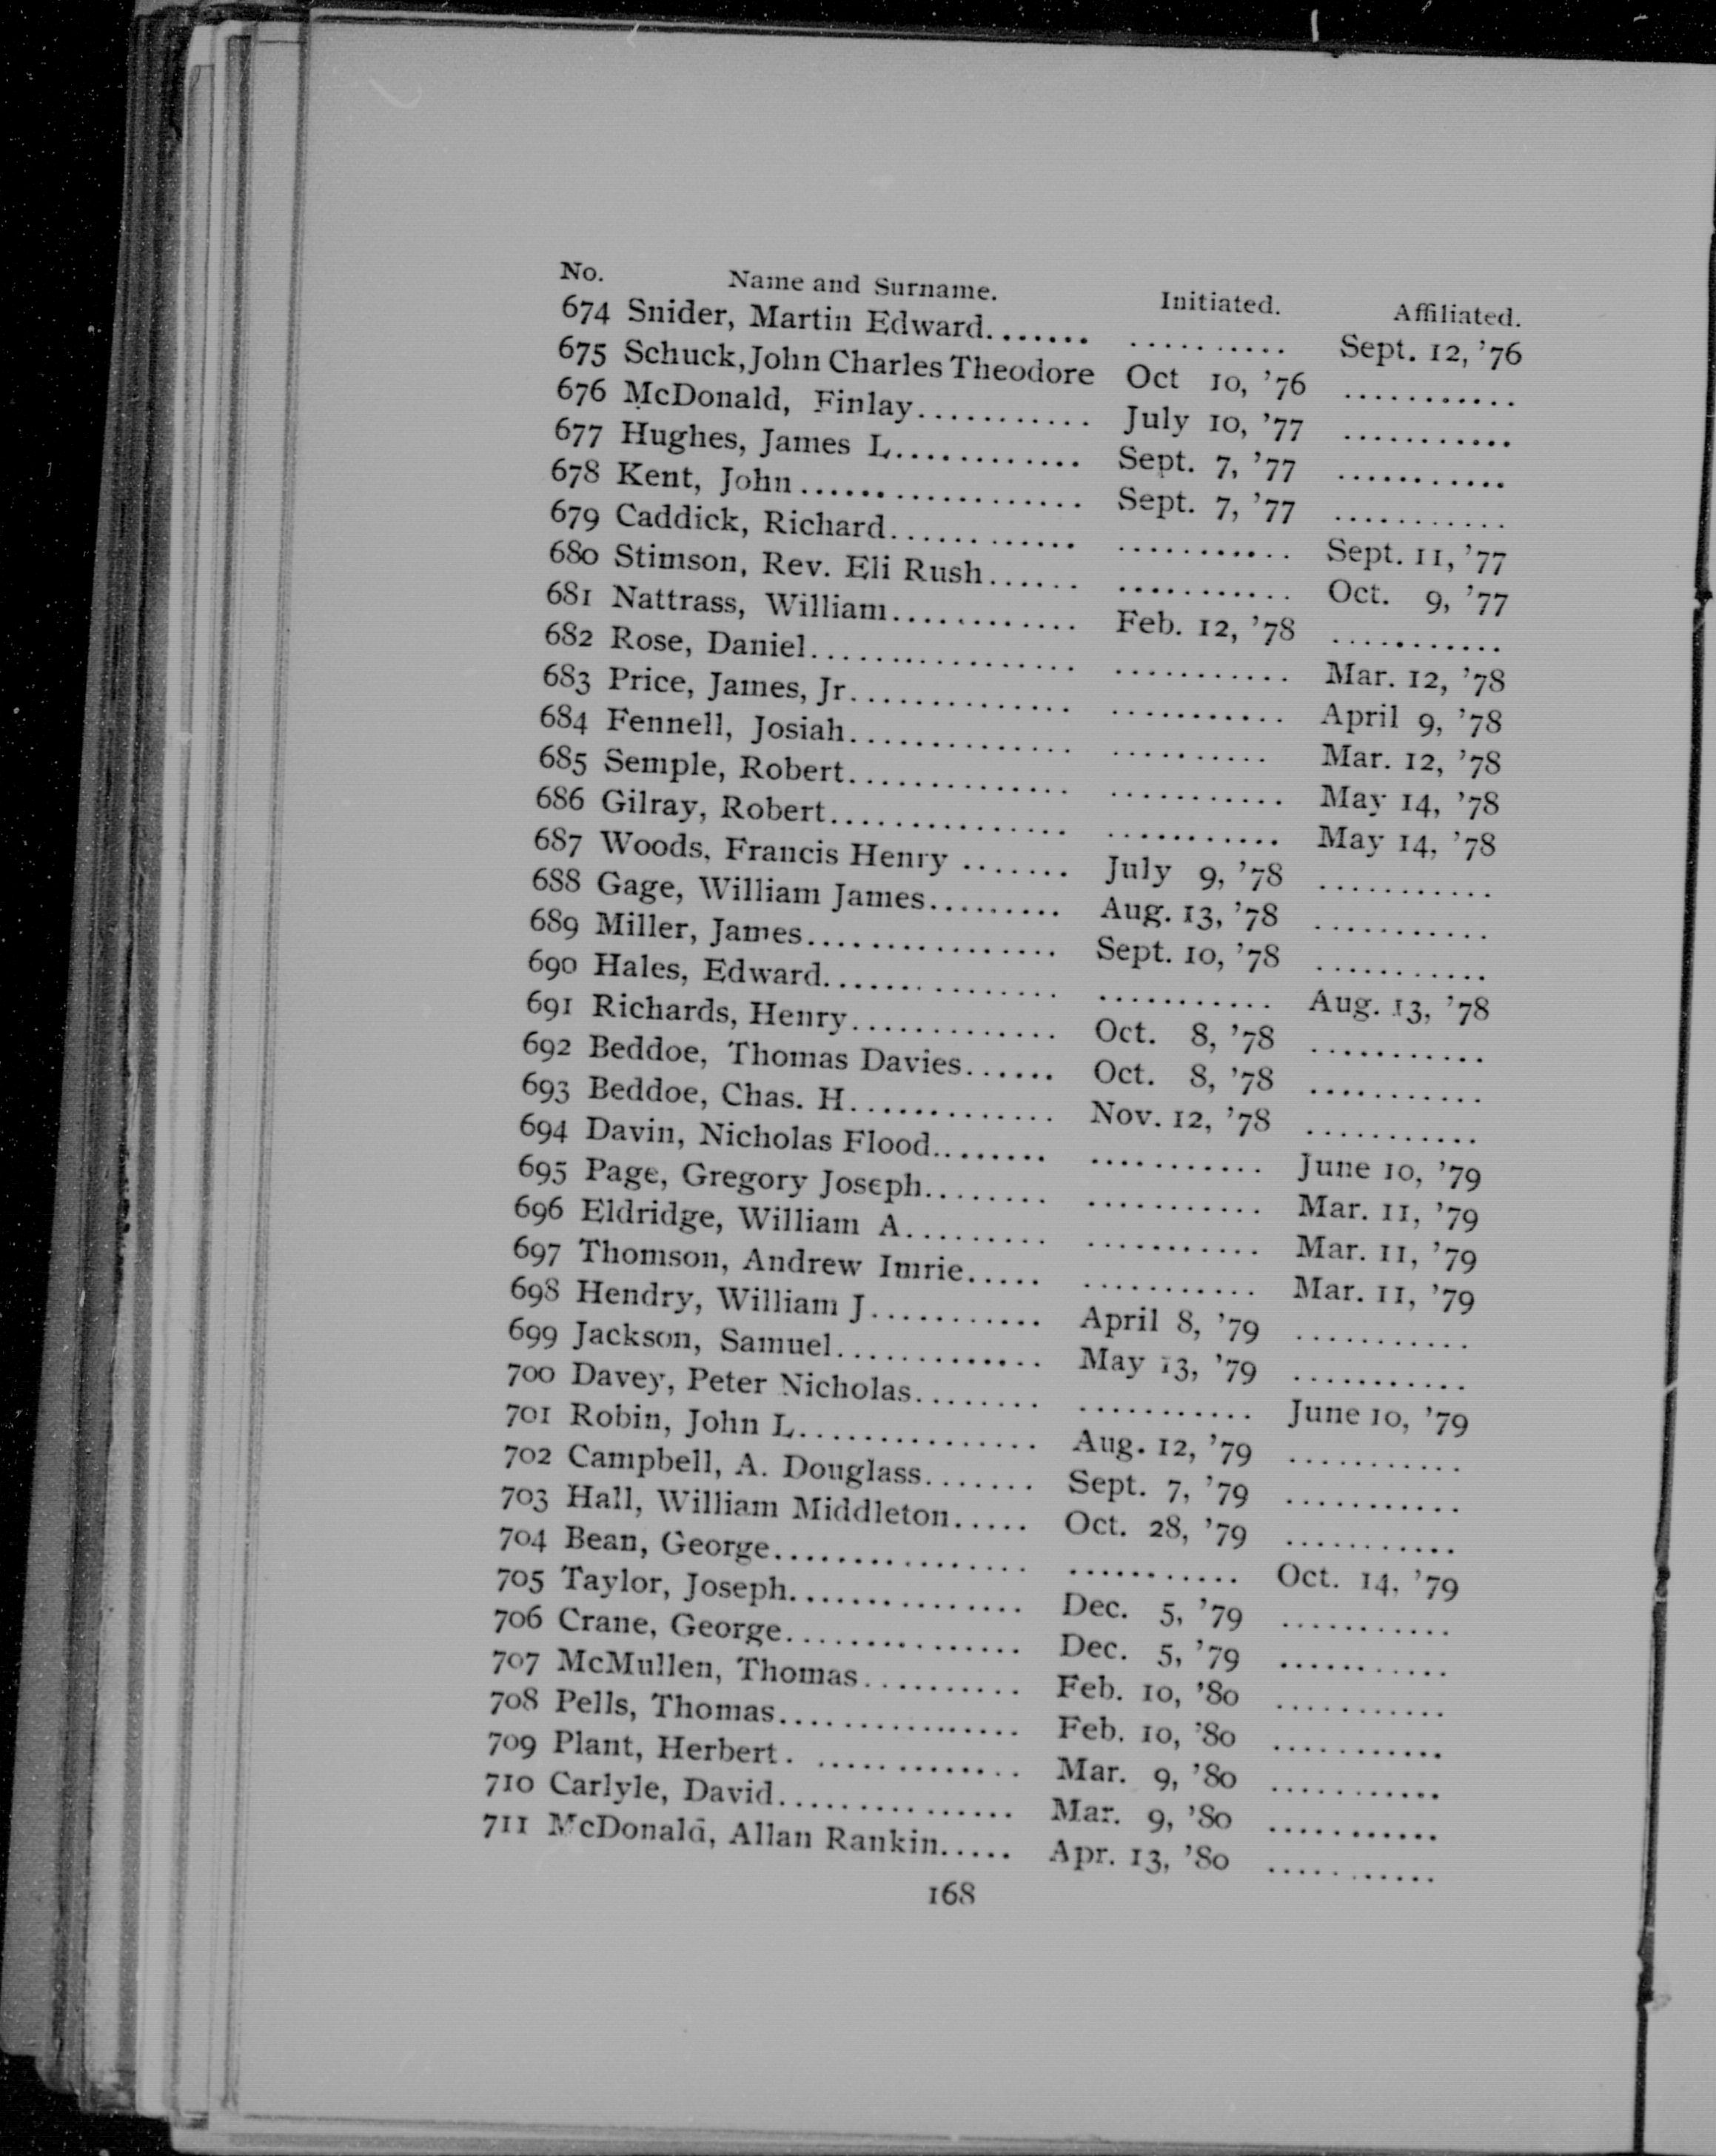 No. Name and Surname. Initiated. Affiliated.
674 Snider, Martin Edward....... .......... Sept. 12, '76
675 Schuck, John Charles Theodore Oct 10, '76 ...........
676 McDonald, Finlay........... July 10, '77 ...........
677 Hughes, James L............ Sept. 7, '77 ...........
678 Kent, John.................. Sept. 7, '77 ...........
679 Caddick, Richard............ ........... Sept. 11, '77
680 Stimson, Rev. Eli Rush...... ........... Oct. 9, '77
681 Nattrass, William............ Feb. 12, '78 ...........
682 Rose, Daniel................. ........... Mar. 12, '78
683 Price, James, Jr.............. ........... April 9, '78
684 Fennell, Josiah.............. .......... Mar. 12, '78
685 Semple, Robert.............. ........... May 14, '78
686 Gilray, Robert............... ........... May 14, '78
687 Woods, Francis Henry ....... July 9, '78 ...........
688 Gage, William James......... Aug. 13, '78 ...........
689 Miller, James................ Sept. 10, '78 ...........
690 Hales, Edward............... ........... Aug. 13, '78
691 Richards, Henry............. Oct. 8, '78 ...........
692 Beddoe, Thomas Davies...... Oct. 8, '78 ...........
693 Beddoe, Chas. H............. Nov. 12, '78 ...........
694 Davin, Nicholas Flood........ ........... June 10, '79
695 Page, Gregory Joseph........ ........... Mar. 11, '79
696 Eldridge, William A......... ........... Mar. 11, '79
697 Thomson, Andrew Imrie..... ........... Mar. 11, '79
698 Hendry, William J........... April 8, '79 ...........
699 Jackson, Samuel............. May 13, '79 ...........
700 Davey, Peter Nicholas........ ........... June 10, '79
701 Robin, John L............... Aug. 12, '79 ...........
702 Campbell, A. Douglass....... Sept. 7, '79 ...........
703 Hall, William Middleton..... Oct. 28, '79 ...........
704 Bean, George................ ........... Oct. 14, '79
705 Taylor, Joseph............... Dec. 5, '79 ...........
706 Crane, George............... Dec. 5, '79 ...........
707 McMullen, Thomas.......... Feb. 10, '80 ...........
708 Pells, Thomas............... Feb. 10, '80 ...........
709 Plant, Herbert. ............. Mar. 9, '80 ...........
710 Carlyle, David............... Mar. 9, '80 ...........
711 McDonald, Allan Rankin..... Apr. 13, '80 ...........
168